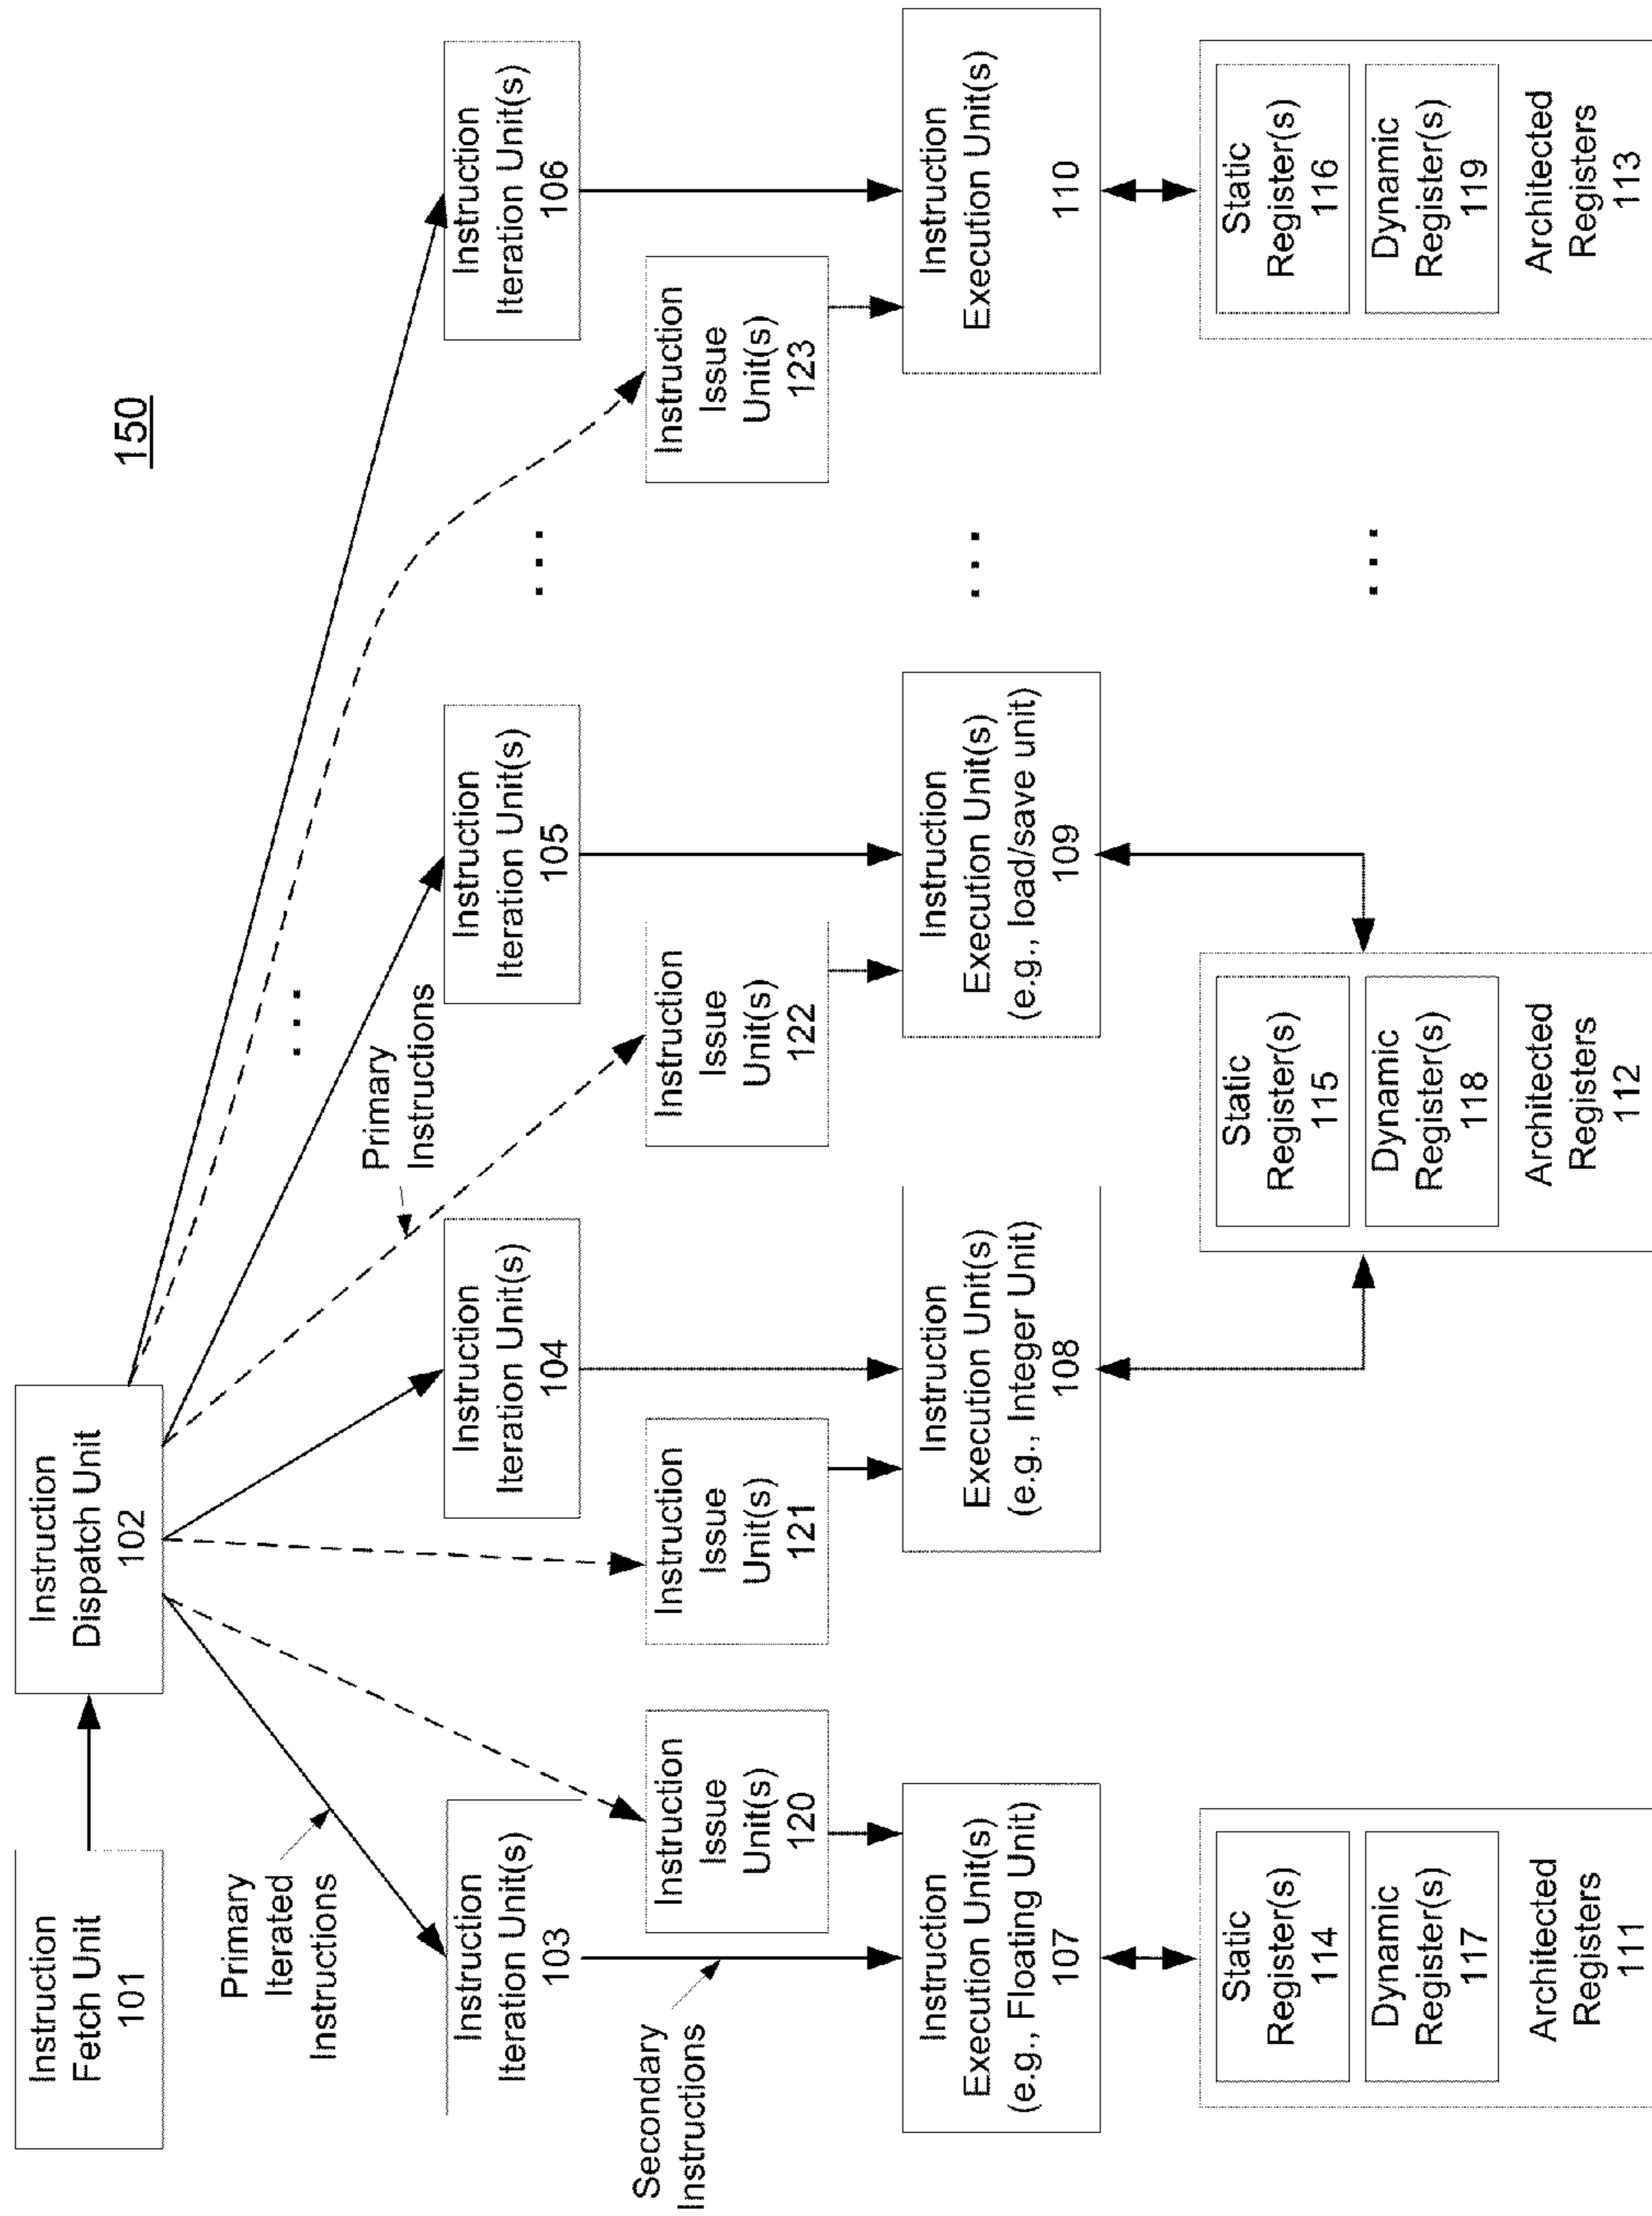 150
Instruction
Fetch Unit
101
Instruction
Dispatch Unit
102
Primary
Iterated
Instructions
Primary
Instructions
. . .
Instruction
Iteration Unit(s)
103
Instruction
Iteration Unit(s)
104
Instruction
Iteration Unit(s)
105
. . .
Instruction
Iteration Unit(s)
106
Secondary
Instructions
Instruction
Issue
Unit(s)
120
Instruction
Issue
Unit(s)
121
Instruction
Issue
Unit(s)
122
Instruction
Issue
Unit(s)
123
Instruction
Execution Unit(s)
(e.g., Floating Unit)
107
Instruction
Execution Unit(s)
(e.g., Integer Unit)
108
Instruction
Execution Unit(s)
(e.g., load/save unit)
109
. . .
Instruction
Execution Unit(s)
110
Static
Register(s)
114
Dynamic
Register(s)
117
Architected
Registers
111
Static
Register(s)
115
Dynamic
Register(s)
118
Architected
Registers
112
. . .
Static
Register(s)
116
Dynamic
Register(s)
119
Architected
Registers
113